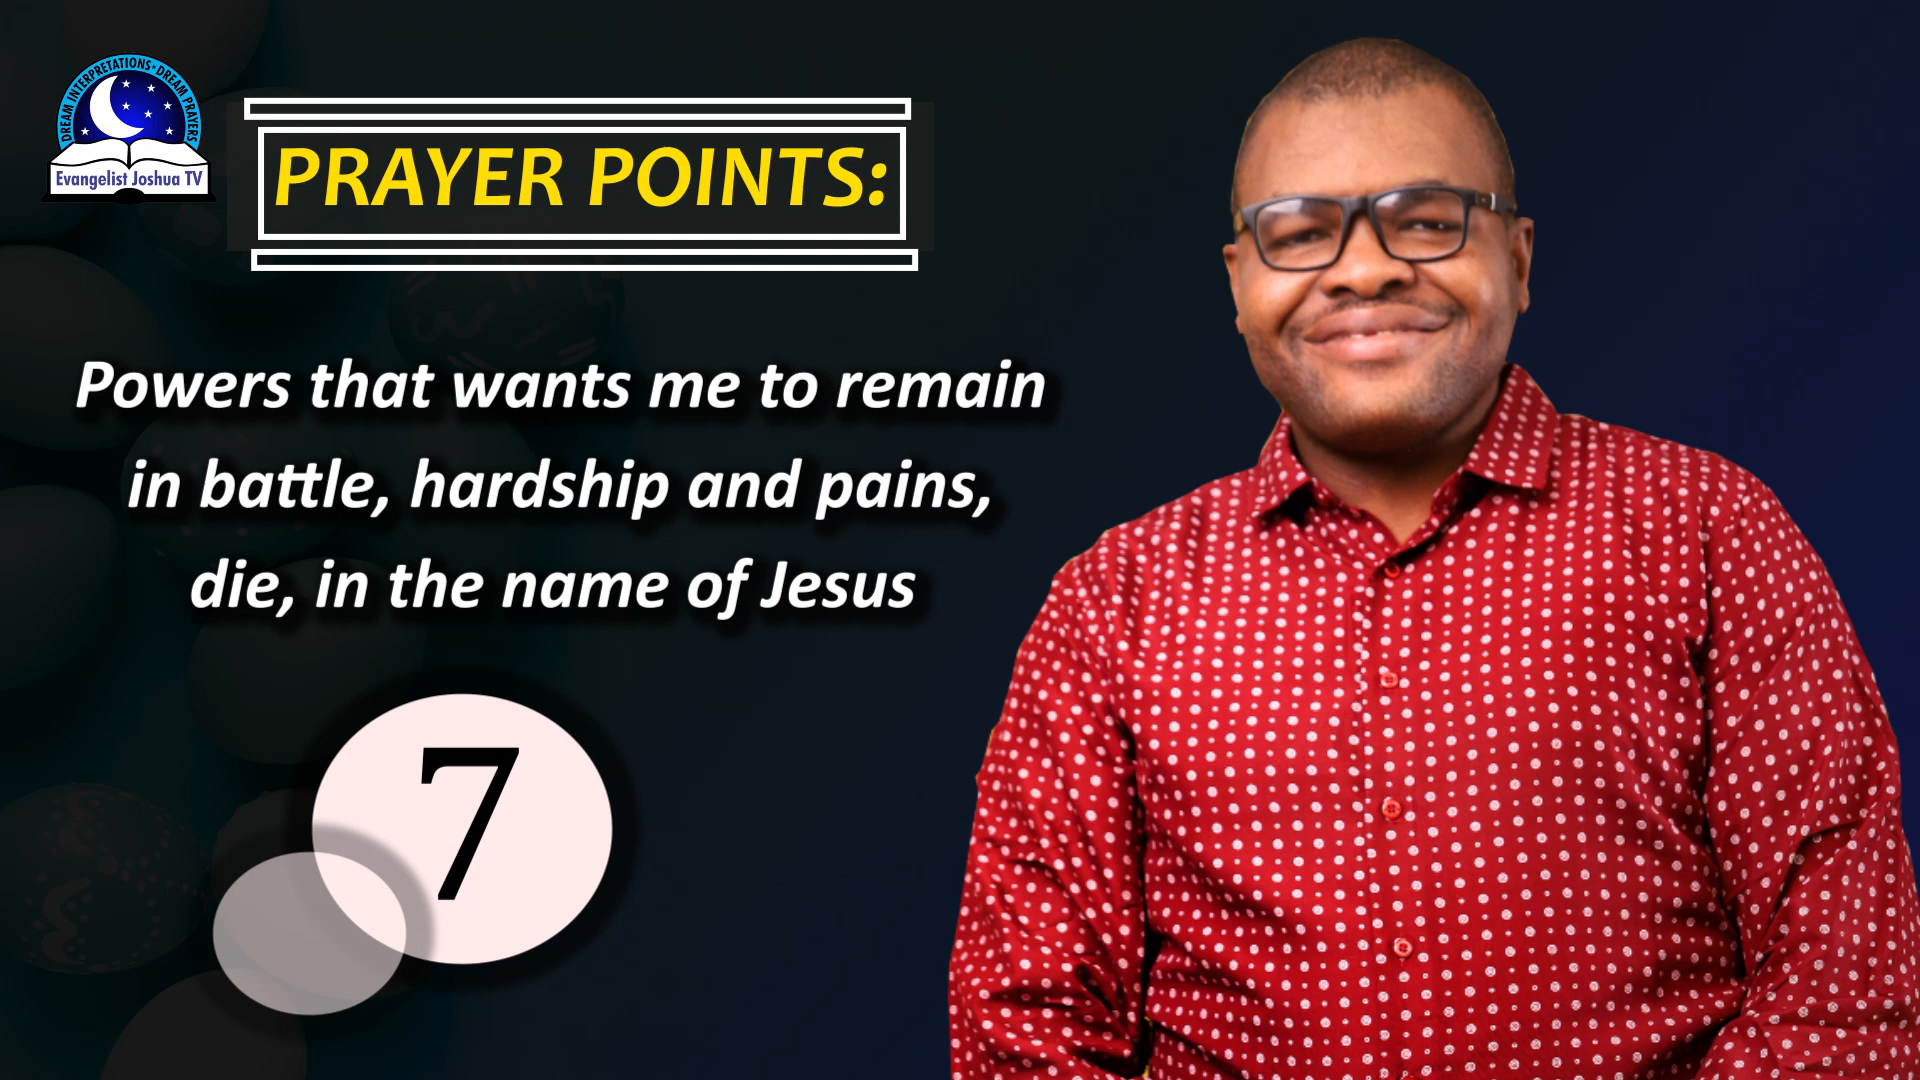 DREAM INTERPRETATIONS- DREAM PRAYERS
Evangelist Joshua TV
PRAYER POINTS:
Powers that wants me to remain
in battle, hardship and pains,
die, in the name of Jesus
7